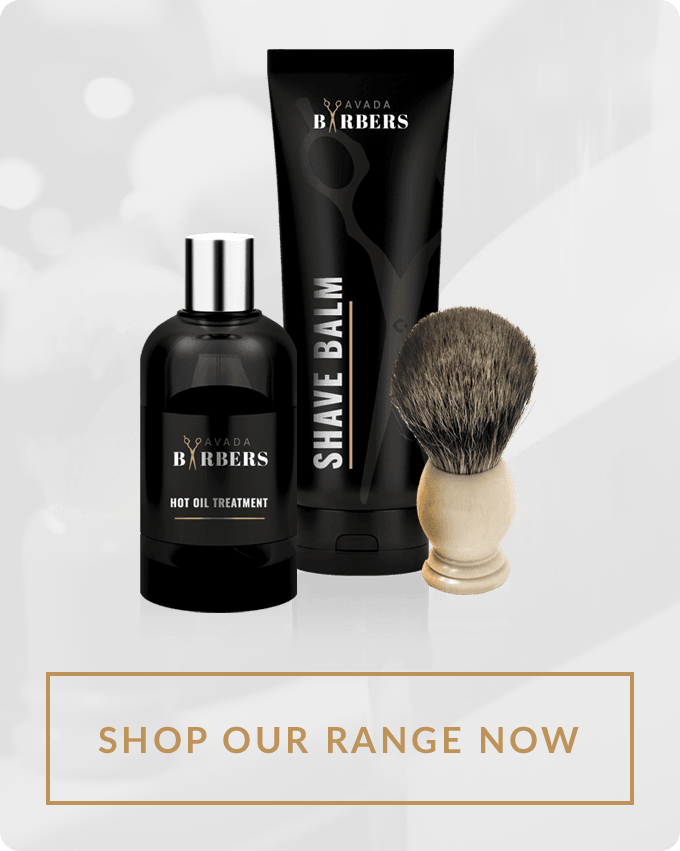 AVADA
BARBERS
SHAVE BALM
AVADA
BARBERS
HOT OIL TREATMENT
SHOP OUR RANGE NOW